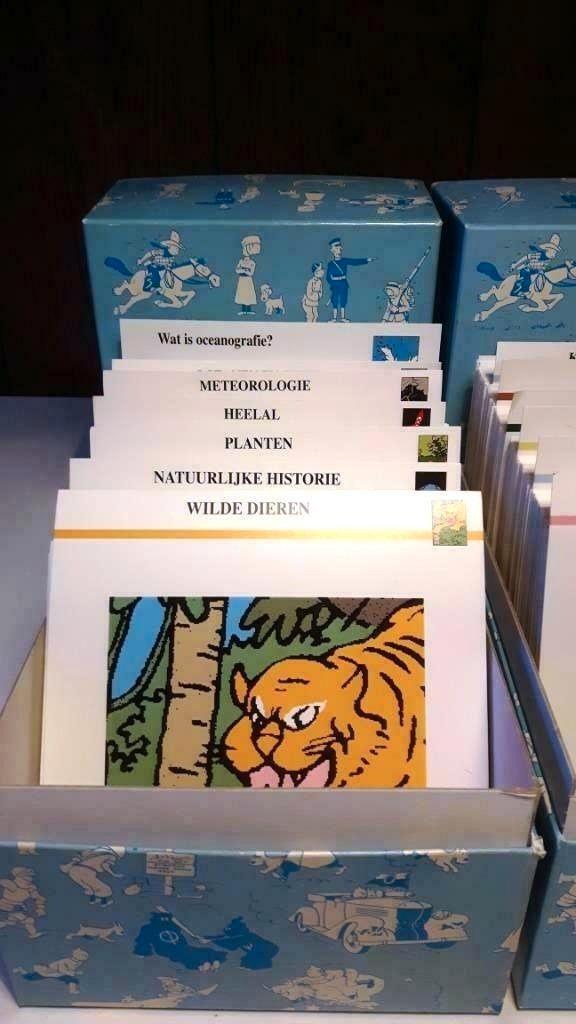 Wat is oceanografie?
METEOROLOGIE
HEELAL
PLANTEN
NATUURLIJKE HISTORIE
WILDE DIEREN